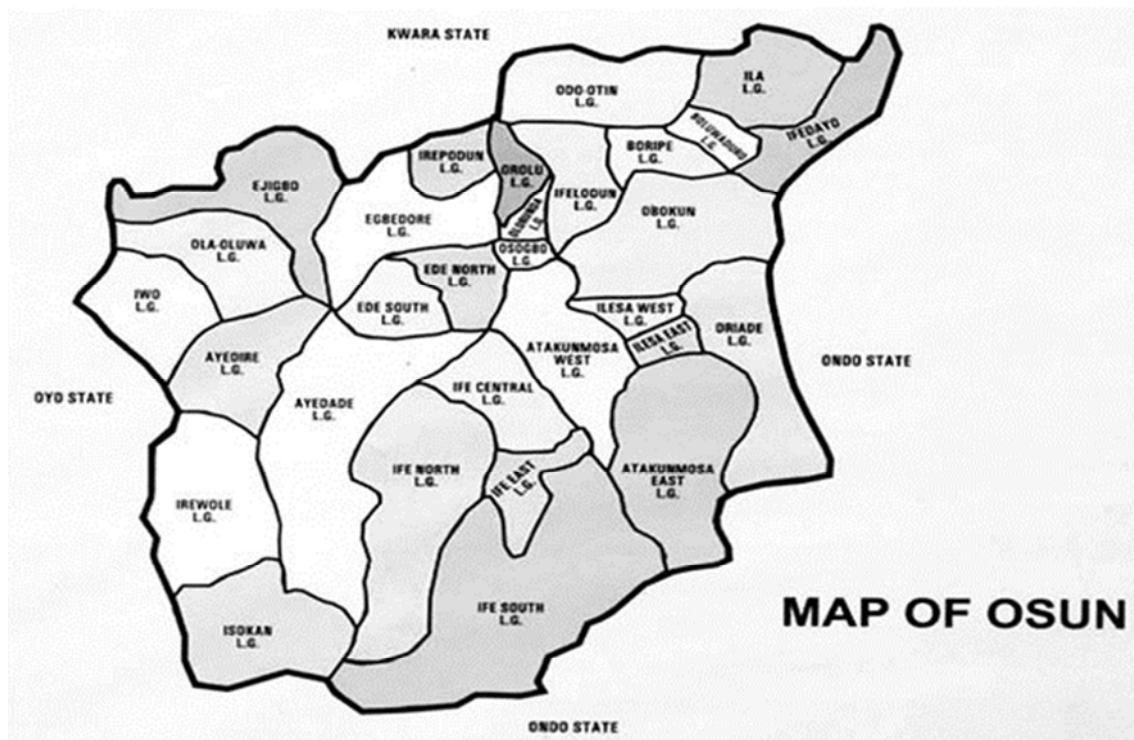 KWARA STATE
ODO-OTIN
L.G.
ILA
L.G.
BOLUWADURO
L.G.
IFEDAYO
L.G.
IREPODUN
L.G.
OROLU
L.G.
BORIPE
L.G.
EJIGBO
L.G.
IFELODUN
L.G.
EGBEDORE
L.G.
OLORUNDA
L.G.
OBOKUN
L.G.
OLA-OLUWA
L.G.
OSOGBO
L.G.
EDE NORTH
L.G.
IWO
L.G.
EDE SOUTH
L.G.
ILESA WEST
L.G.
ILESA EAST
L.G.
ORIADE
L.G.
AYEDIRE
L.G.
ATAKUNMOSA
WEST
L.G.
ONDO STATE
OYO STATE
AYEDADE
L.G.
IFE CENTRAL
L.G.
IFE NORTH
L.G.
IFE EAST
L.G.
ATAKUNMOSA
EAST
L.G.
IREWOLE
L.G.
IFE SOUTH
L.G.
ISOKAN
L.G.
MAP OF OSUN
ONDO STATE